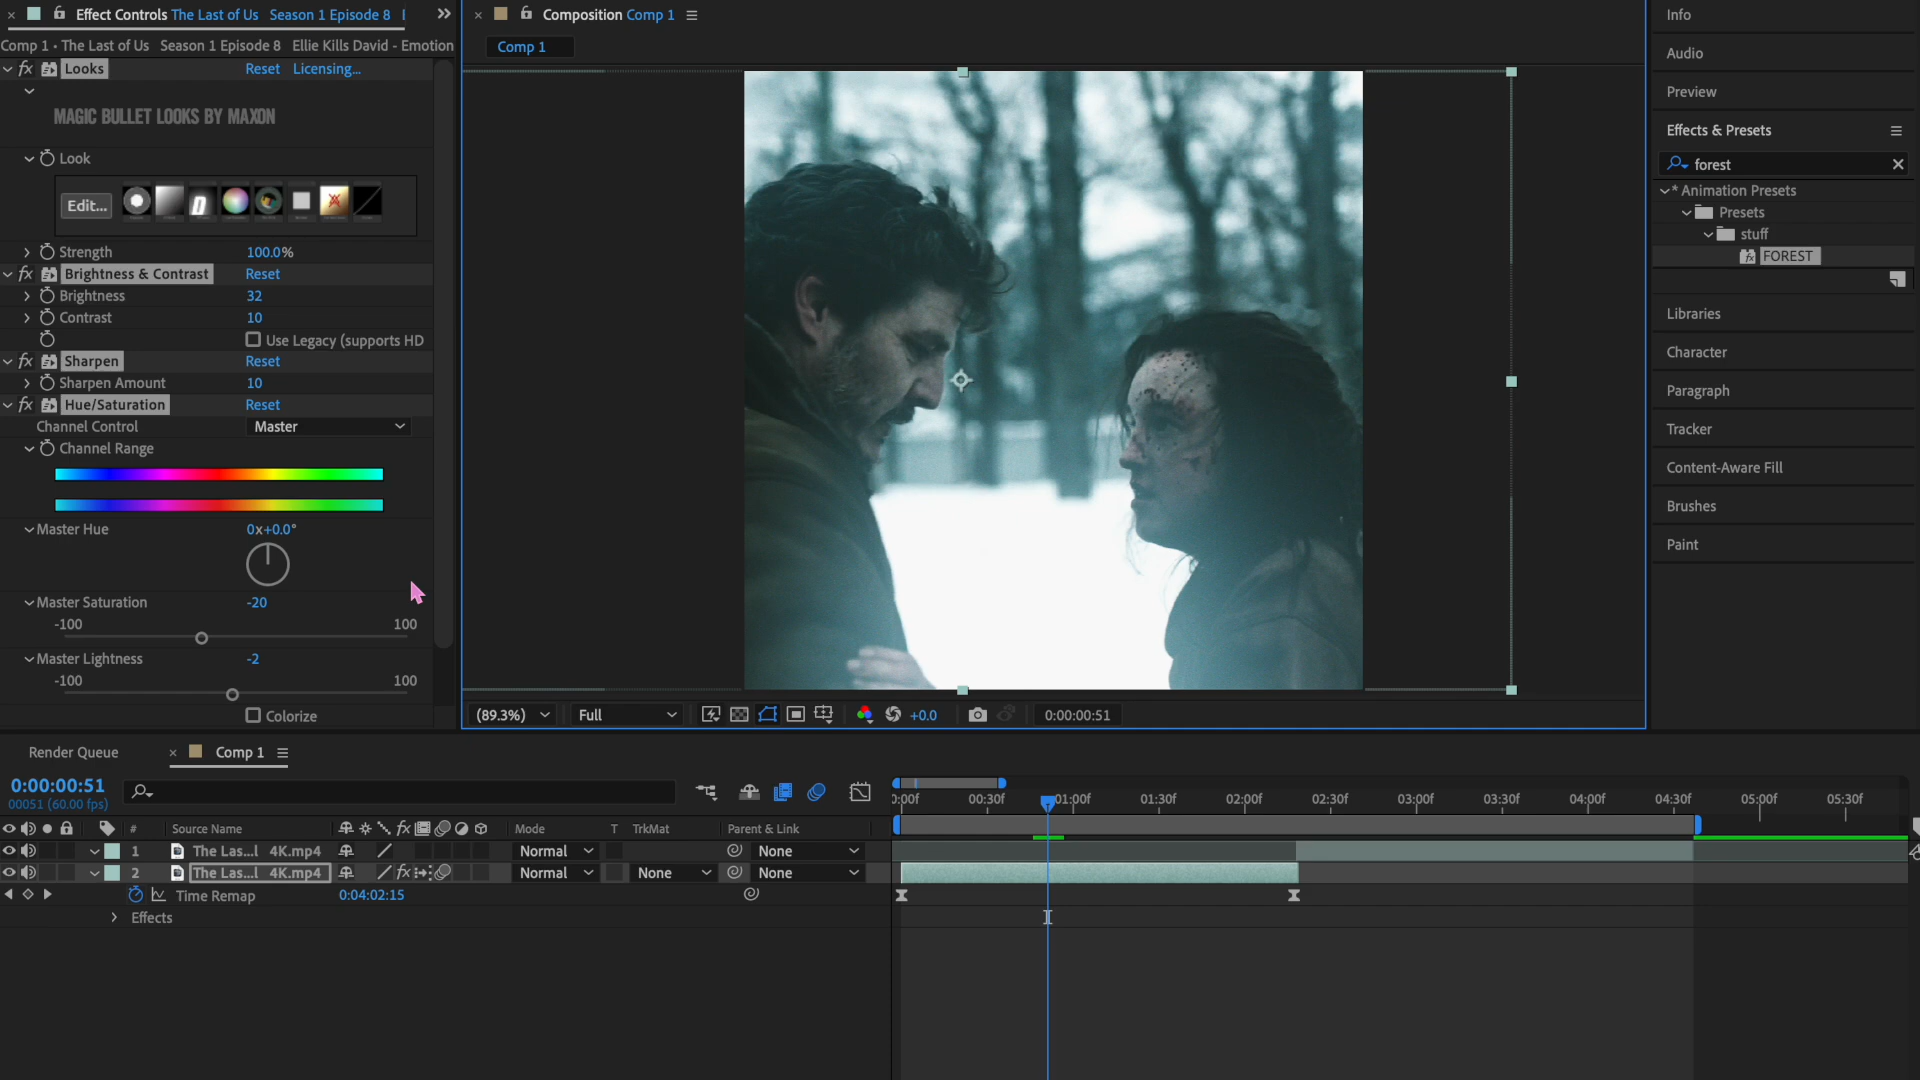 Effect Controls The Last of Us Season 1 Episode 8
Comp 1 • The Last of Us Season 1 Episode 8 Ellie Kills David - Emotion
fx Looks Reset Licensing...
MAGIC BULLET LOOKS BY MAXON
Look
Edit...
Strength 100.0%
fx Brightness & Contrast Reset
Brightness 32
Contrast 10
Use Legacy (supports HD
fx Sharpen Reset
Sharpen Amount 10
fx Hue/Saturation Reset
Channel Control Master
Channel Range
Master Hue 0x+0.0°
Master Saturation -20
-100 100
Master Lightness -2
-100 100
Colorize
Composition Comp 1
Comp 1
(89.3%) Full +0.0 0:00:00:51
Info
Audio
Preview
Effects & Presets
forest
* Animation Presets
Presets
stuff
FOREST
Libraries
Character
Paragraph
Tracker
Content-Aware Fill
Brushes
Paint
Render Queue Comp 1
0:00:00:51
00051 (60.00 fps)
0:00f 00:30f 01:00f 01:30f 02:00f 02:30f 03:00f 03:30f 04:00f 04:30f 05:00f 05:30f
# Source Name fx Mode T TrkMat Parent & Link
1 The Las...l 4K.mp4 Normal None
2 The Las...l 4K.mp4 fx Normal None None
Time Remap 0:04:02:15
Effects